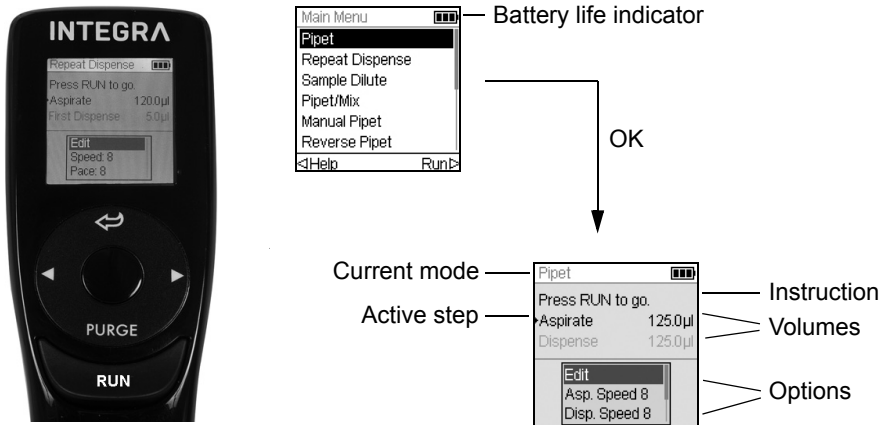 INTEGRA
Repeat Dispense
Press RUN to go.
Aspirate 120.0µl
First Dispense 5.0µl
Edit
Speed: 8
Pace: 8
PURGE
RUN
Main Menu
Pipet
Repeat Dispense
Sample Dilute
Pipet/Mix
Manual Pipet
Reverse Pipet
Help Run
Battery life indicator
OK
Current mode
Active step
Pipet
Press RUN to go.
Aspirate 125.0µl
Dispense 125.0µl
Edit
Asp. Speed 8
Disp. Speed 8
Instruction
Volumes
Options